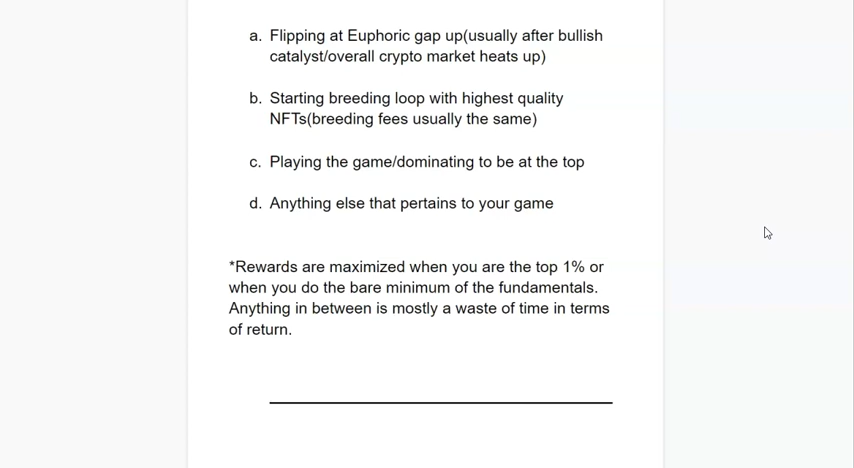 a. Flipping at Euphoric gap up(usually after bullish
catalyst/overall crypto market heats up)
b. Starting breeding loop with highest quality
NFTs(breeding fees usually the same)
c. Playing the game/dominating to be at the top
d. Anything else that pertains to your game
*Rewards are maximized when you are the top 1% or
when you do the bare minimum of the fundamentals.
Anything in between is mostly a waste of time in terms
of return.